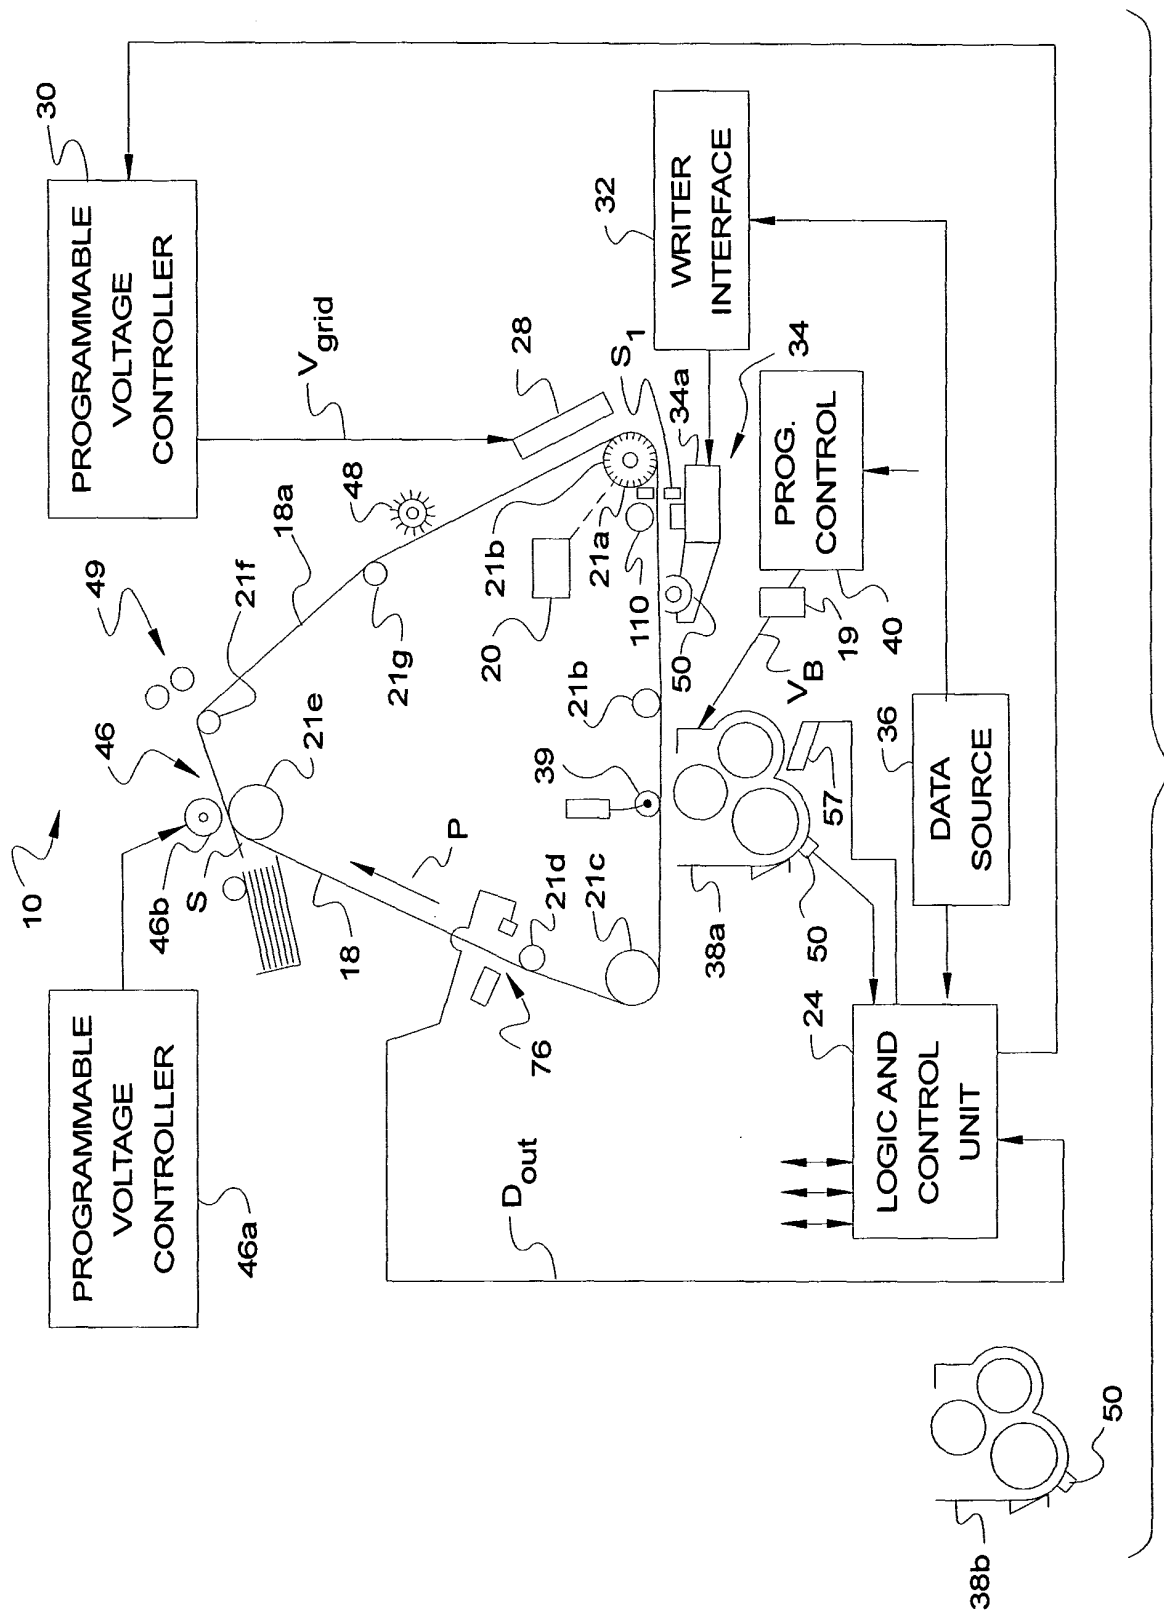 10
PROGRAMMABLE
VOLTAGE
CONTROLLER
46a
PROGRAMMABLE
VOLTAGE
CONTROLLER
30
V grid
46
49
46b
S
21e
21f
18a
48
28
18
P
21g
20
21b
21a
S 1
110
34a
WRITER
INTERFACE
32
34
76
21d
21c
39
21b
50
D out
38a
50
57
V B
19
PROG.
CONTROL
40
24
LOGIC AND
CONTROL
UNIT
36
DATA
SOURCE
38b
50